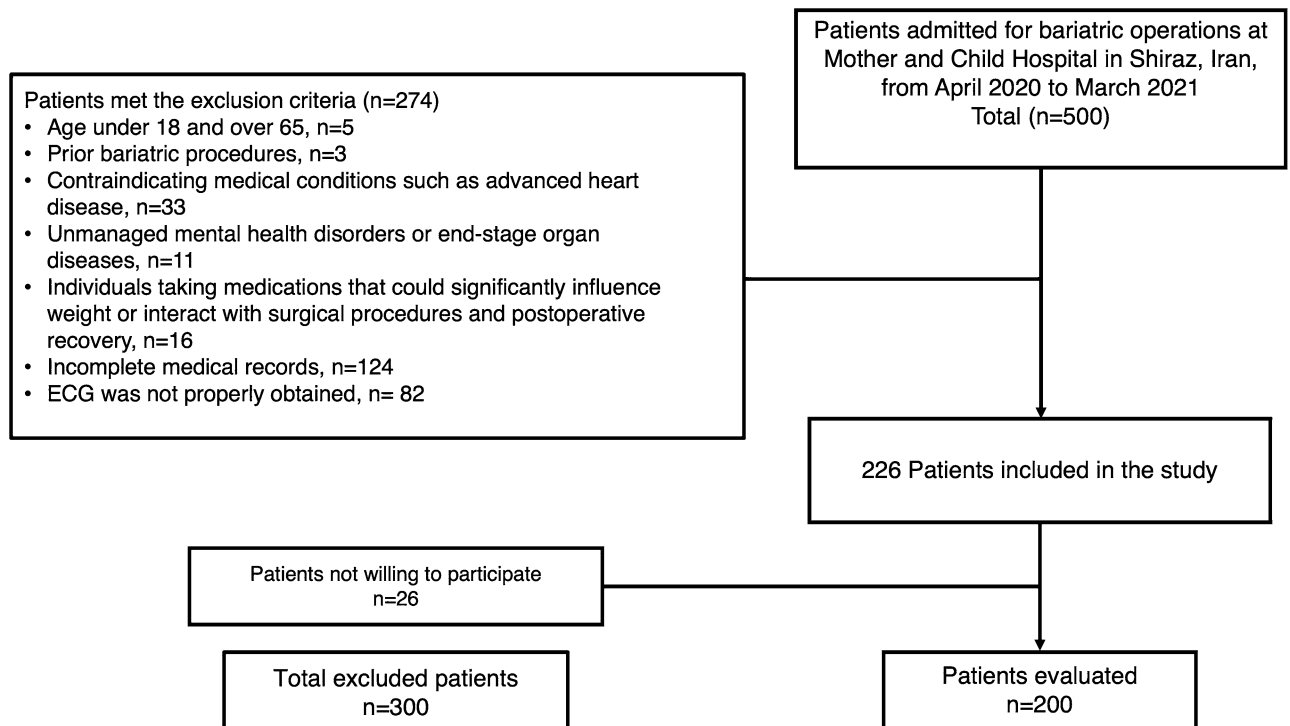 Patients admitted for bariatric operations at
Mother and Child Hospital in Shiraz, Iran,
from April 2020 to March 2021
Total (n=500)
Patients met the exclusion criteria (n=274)
• Age under 18 and over 65, n=5
• Prior bariatric procedures, n=3
• Contraindicating medical conditions such as advanced heart
disease, n=33
• Unmanaged mental health disorders or end-stage organ
diseases, n=11
• Individuals taking medications that could significantly influence
weight or interact with surgical procedures and postoperative
recovery, n=16
• Incomplete medical records, n=124
• ECG was not properly obtained, n= 82
226 Patients included in the study
Patients not willing to participate
n=26
Total excluded patients
n=300
Patients evaluated
n=200